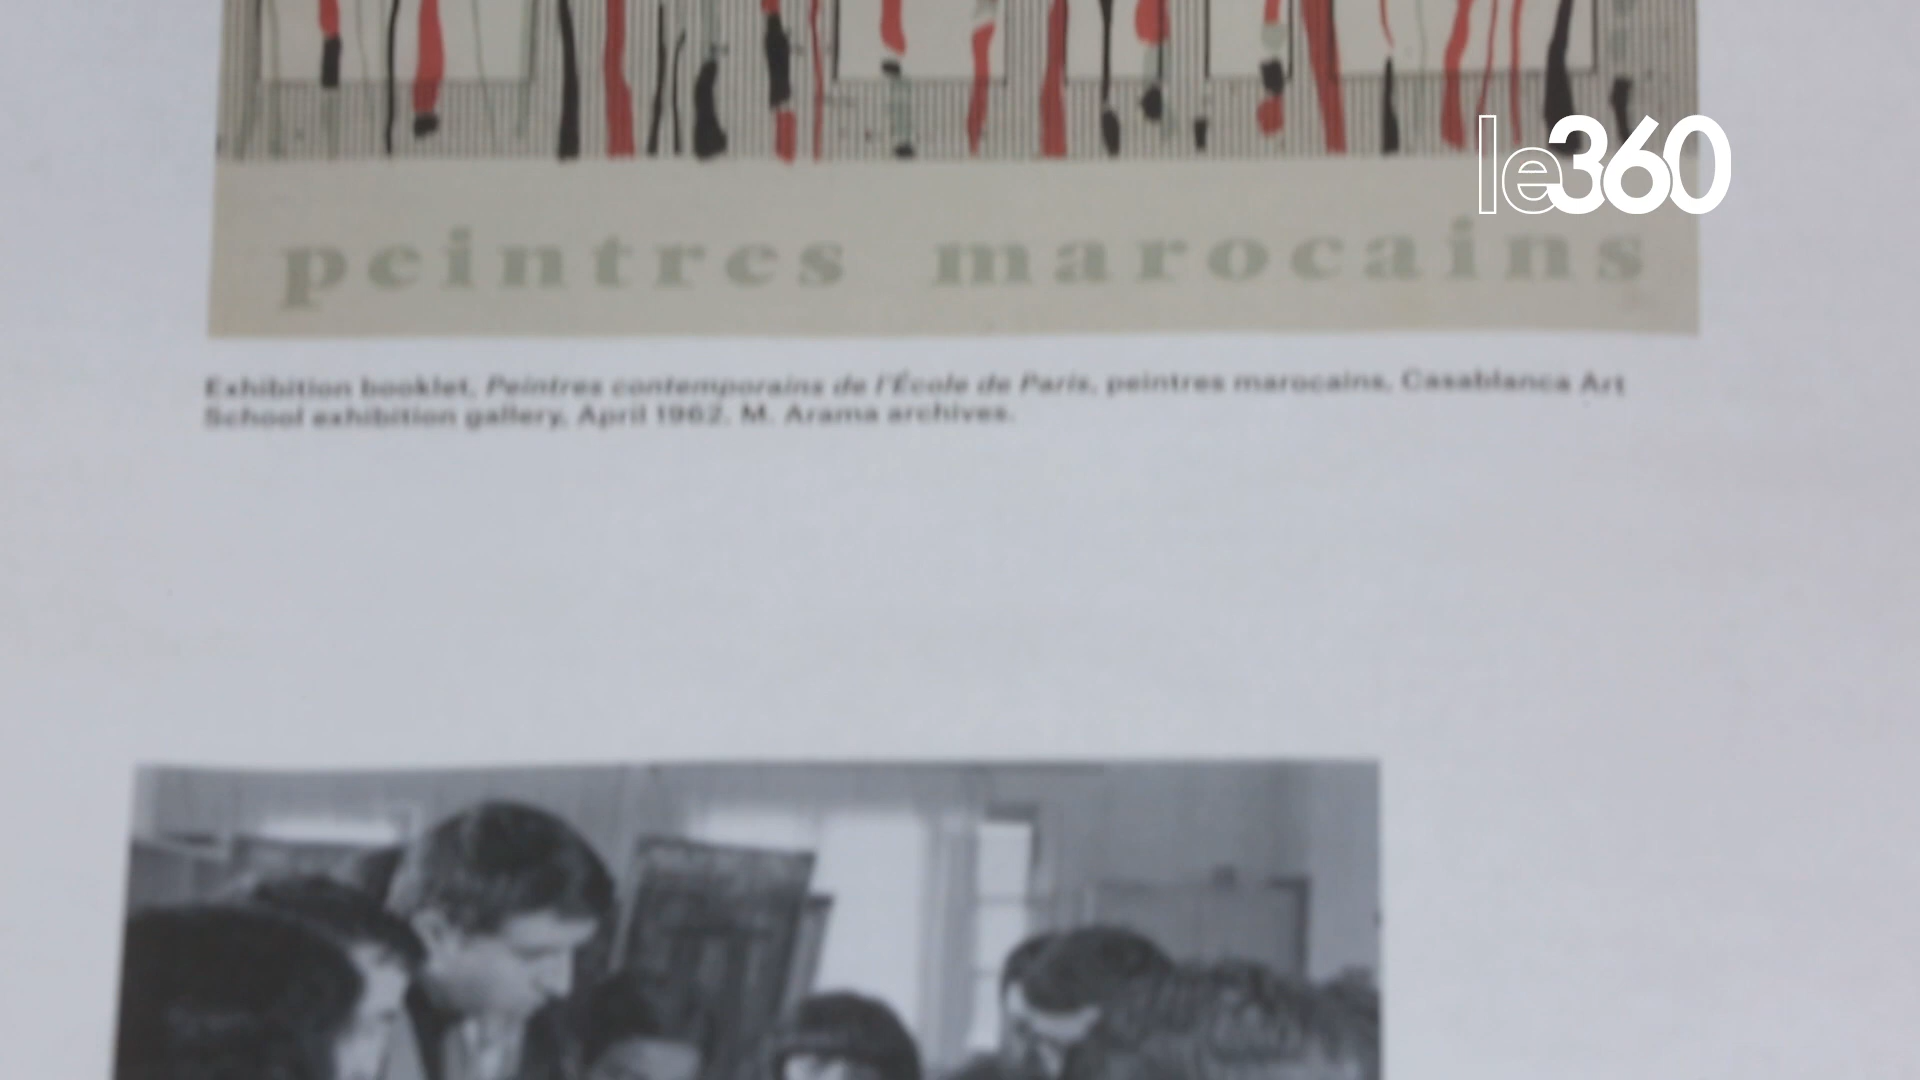 le360
peintres marocains
Exhibition booklet, Peintres contemporains de l'École de Paris, peintres marocains, Casablanca Art
School exhibition gallery, April 1962. M. Arama archives.